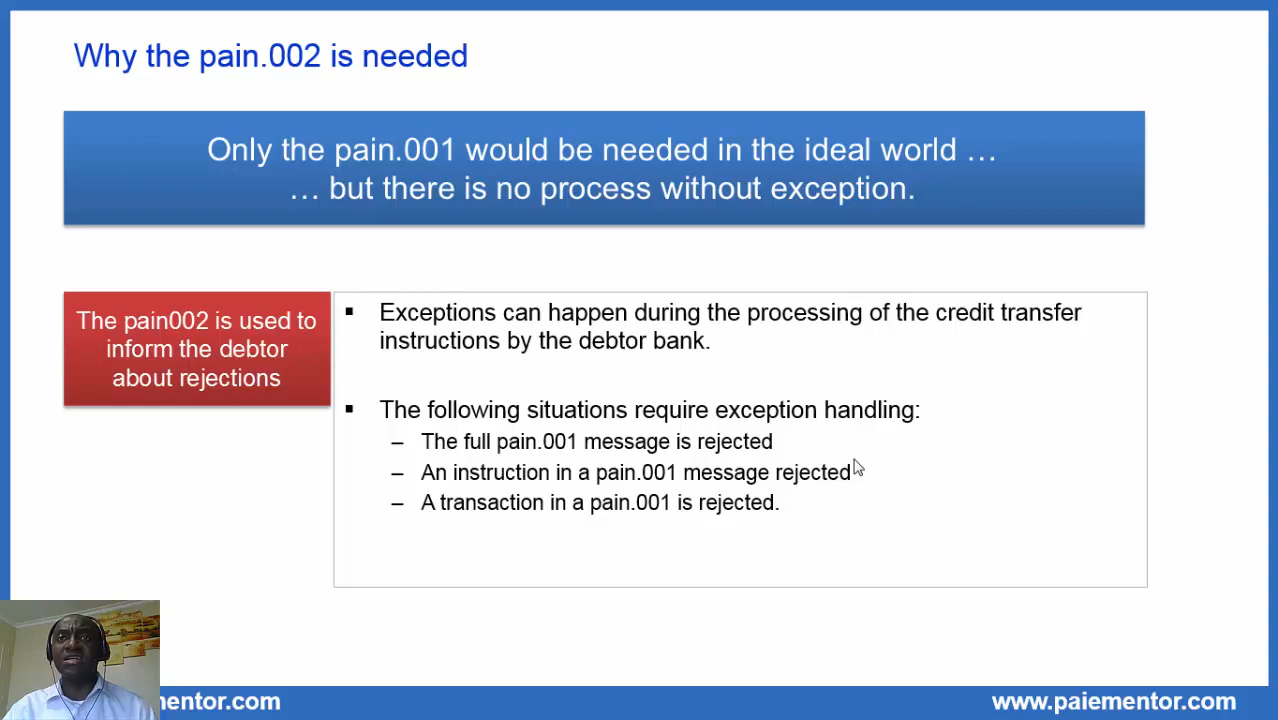 Why the pain.002 is needed
Only the pain.001 would be needed in the ideal world …
… but there is no process without exception.
The pain002 is used to
inform the debtor
about rejections
▪ Exceptions can happen during the processing of the credit transfer
instructions by the debtor bank.
▪ The following situations require exception handling:
– The full pain.001 message is rejected
– An instruction in a pain.001 message rejected
– A transaction in a pain.001 is rejected.
mentor.com
www.paiementor.com